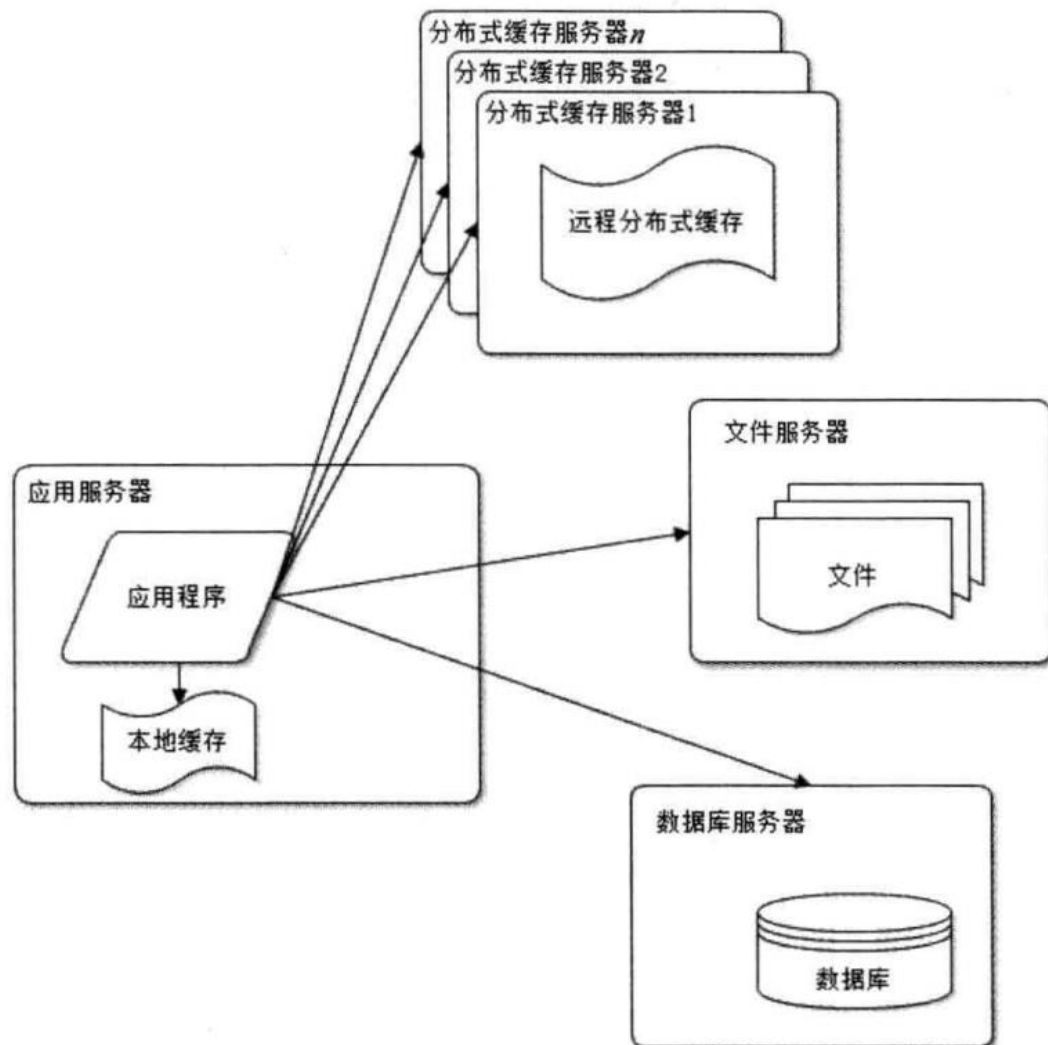 分布式缓存服务器n
分布式缓存服务器2
分布式缓存服务器1
远程分布式缓存
文件服务器
文件
应用服务器
应用程序
本地缓存
数据库服务器
数据库